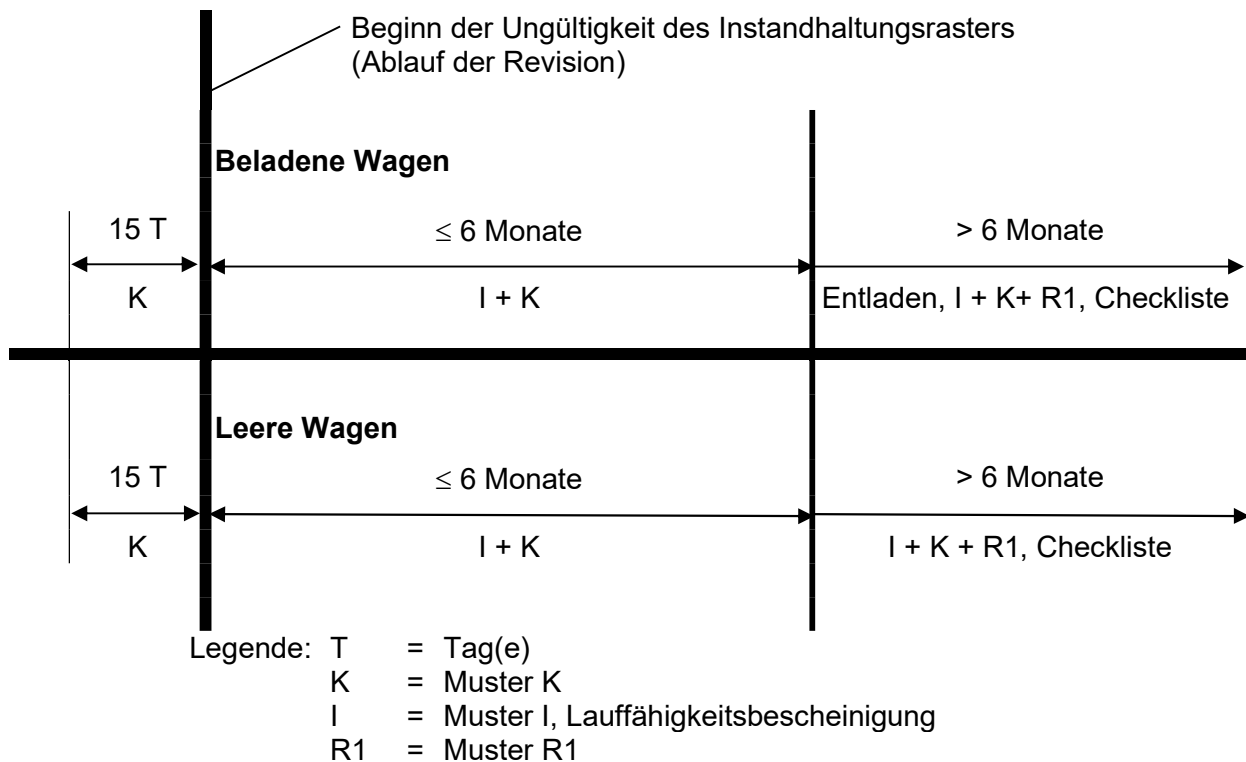 Beginn der Ungültigkeit des Instandhaltungsrasters
(Ablauf der Revision)
Beladene Wagen
15 T ≤ 6 Monate > 6 Monate
K I + K Entladen, I + K+ R1, Checkliste
Leere Wagen
15 T ≤ 6 Monate > 6 Monate
K I + K I + K + R1, Checkliste
Legende: T = Tag(e)
K = Muster K
I = Muster I, Lauffähigkeitsbescheinigung
R1 = Muster R1